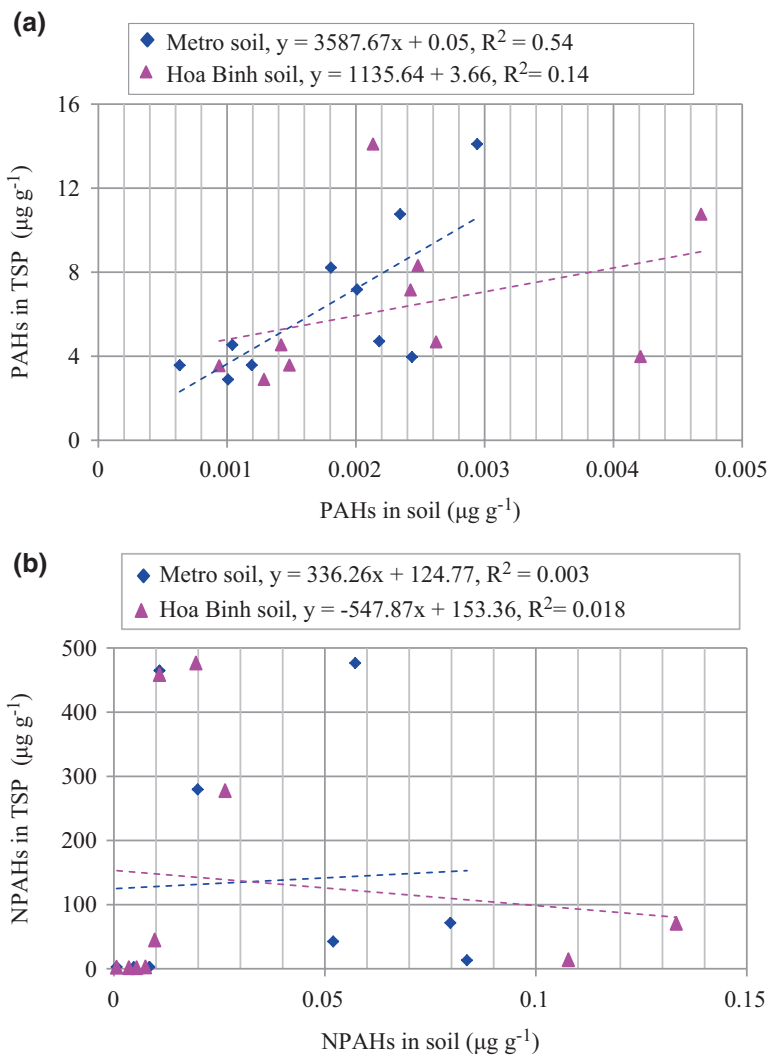 (a)
Metro soil, y = 3587.67x + 0.05, R² = 0.54
Hoa Binh soil, y = 1135.64 + 3.66, R²= 0.14
16
12
8
4
0
PAHs in TSP (µg g⁻¹)
0 0.001 0.002 0.003 0.004 0.005
PAHs in soil (µg g⁻¹)
(b)
Metro soil, y = 336.26x + 124.77, R² = 0.003
Hoa Binh soil, y = -547.87x + 153.36, R²= 0.018
500
400
300
200
100
0
NPAHs in TSP (µg g⁻¹)
0 0.05 0.1 0.15
NPAHs in soil (µg g⁻¹)